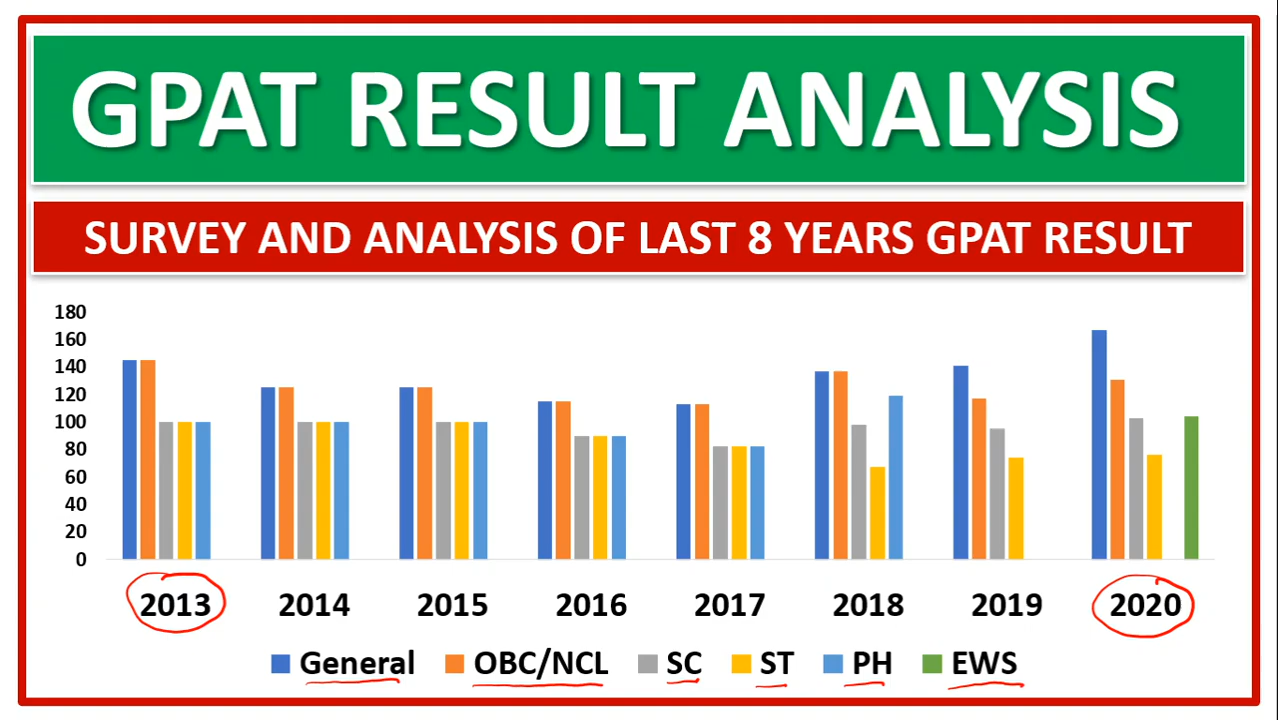 GPAT RESULT ANALYSIS
SURVEY AND ANALYSIS OF LAST 8 YEARS GPAT RESULT
180
160
140
120
100
80
60
40
20
0
2013 2014 2015 2016 2017 2018 2019 2020
General OBC/NCL SC ST PH EWS